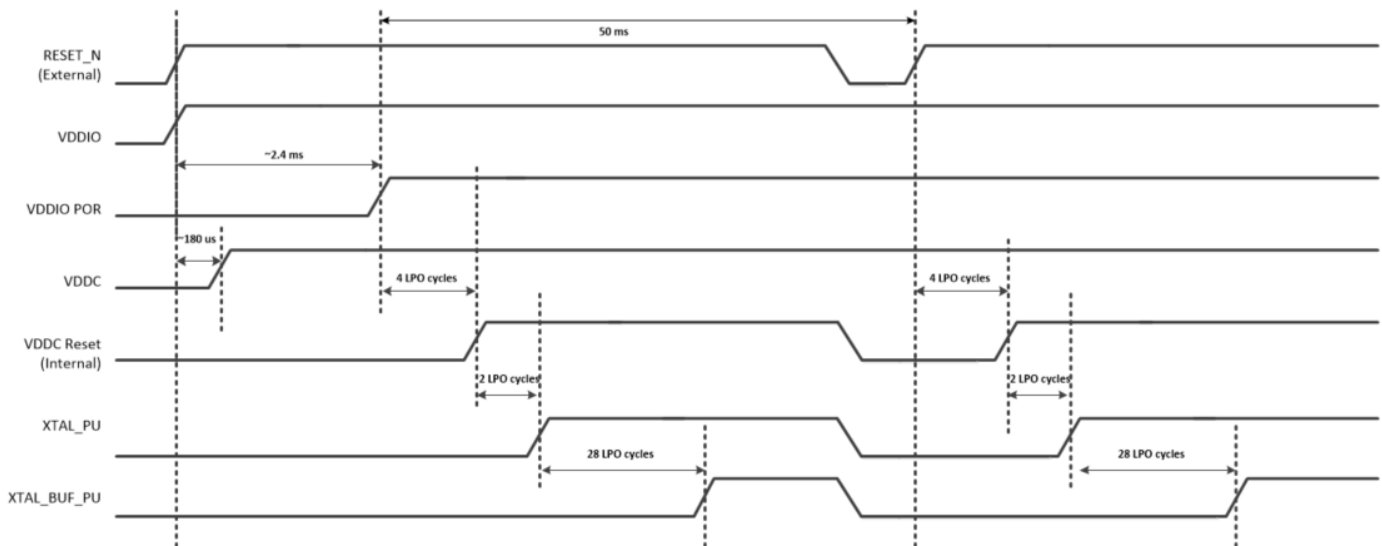 50 ms
RESET_N
(External)
VDDIO
~2.4 ms
VDDIO POR
~180 us
VDDC
4 LPO cycles
4 LPO cycles
VDDC Reset
(Internal)
2 LPO cycles
2 LPO cycles
XTAL_PU
28 LPO cycles
28 LPO cycles
XTAL_BUF_PU